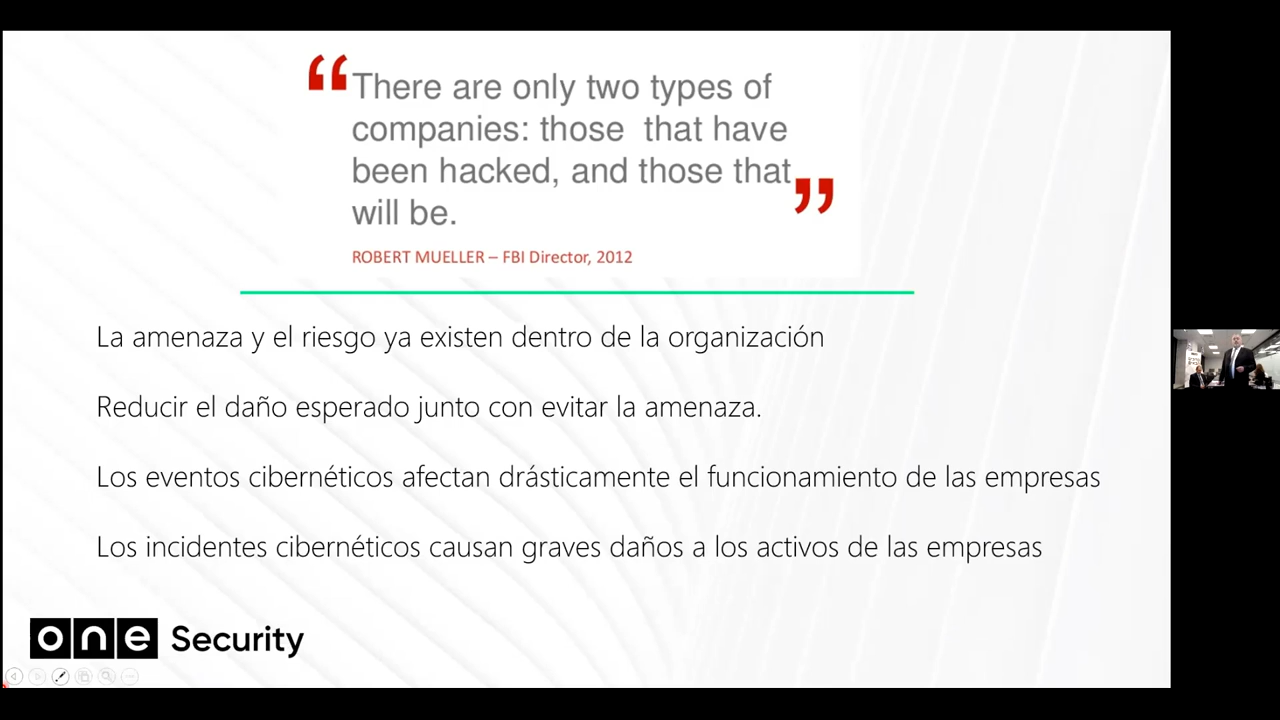 “There are only two types of
companies: those that have
been hacked, and those that
will be.”
ROBERT MUELLER – FBI Director, 2012
La amenaza y el riesgo ya existen dentro de la organización
Reducir el daño esperado junto con evitar la amenaza.
Los eventos cibernéticos afectan drásticamente el funcionamiento de las empresas
Los incidentes cibernéticos causan graves daños a los activos de las empresas
one Security